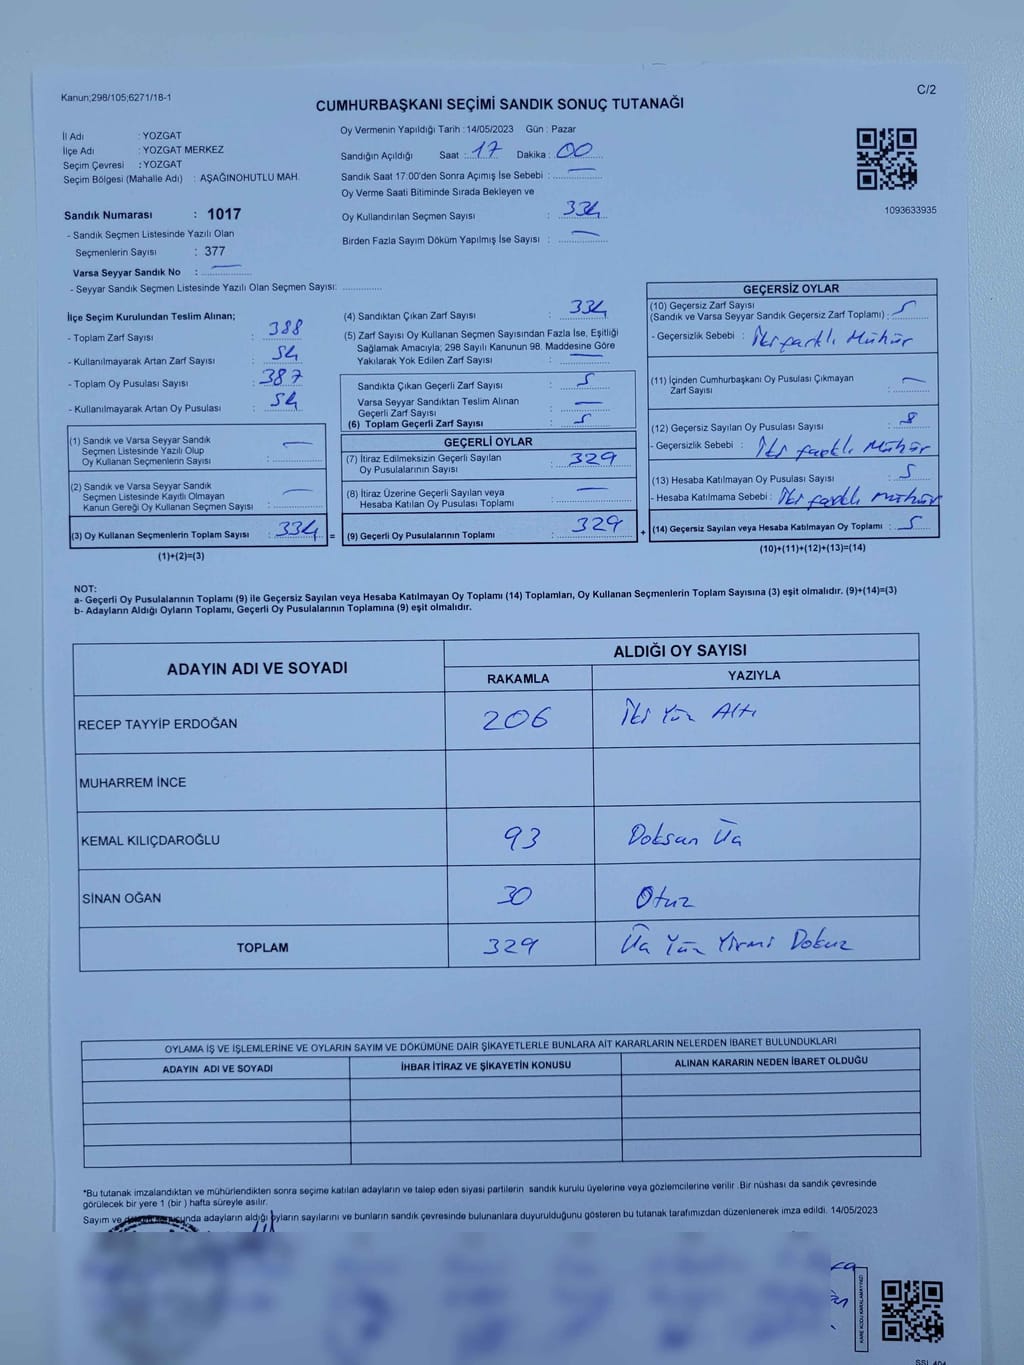 Kanun;298/105;6271/18-1
C/2
CUMHURBAŞKANI SEÇİMİ SANDIK SONUÇ TUTANAĞI
İl Adı : YOZGAT
İlçe Adı : YOZGAT MERKEZ
Seçim Çevresi : YOZGAT
Seçim Bölgesi (Mahalle Adı) : AŞAĞINOHUTLU MAH.
Sandık Numarası : 1017
- Sandık Seçmen Listesinde Yazılı Olan
Seçmenlerin Sayısı : 377
Varsa Seyyar Sandık No : —
- Seyyar Sandık Seçmen Listesinde Yazılı Olan Seçmen Sayısı:
Oy Vermenin Yapıldığı Tarih :14/05/2023 Gün : Pazar
Sandığın Açıldığı Saat : 17 Dakika : 00
Sandık Saat 17:00'den Sonra Açımış İse Sebebi : —
Oy Verme Saati Bitiminde Sırada Bekleyen ve
Oy Kullandırılan Seçmen Sayısı : 334
Birden Fazla Sayım Döküm Yapılmış İse Sayısı : —
1093633935
İlçe Seçim Kurulundan Teslim Alınan;
- Toplam Zarf Sayısı : 388
- Kullanılmayarak Artan Zarf Sayısı : 54
- Toplam Oy Pusulası Sayısı : 387
- Kullanılmayarak Artan Oy Pusulası : 54
(1) Sandık ve Varsa Seyyar Sandık
Seçmen Listesinde Yazılı Olup
Oy Kullanan Seçmenlerin Sayısı : —
(2) Sandık ve Varsa Seyyar Sandık
Seçmen Listesinde Kayıtlı Olmayan
Kanun Gereği Oy Kullanan Seçmen Sayısı : —
(3) Oy Kullanan Seçmenlerin Toplam Sayısı : 334 =
(1)+(2)=(3)
(4) Sandıktan Çıkan Zarf Sayısı : 334
(5) Zarf Sayısı Oy Kullanan Seçmen Sayısından Fazla İse, Eşitliği
Sağlamak Amacıyla; 298 Sayılı Kanunun 98. Maddesine Göre
Yakılarak Yok Edilen Zarf Sayısı : —
Sandıkta Çıkan Geçerli Zarf Sayısı : 5
Varsa Seyyar Sandıktan Teslim Alınan
Geçerli Zarf Sayısı : —
(6) Toplam Geçerli Zarf Sayısı : 5
GEÇERLİ OYLAR
(7) İtiraz Edilmeksizin Geçerli Sayılan
Oy Pusulalarının Sayısı : 329
(8) İtiraz Üzerine Geçerli Sayılan veya
Hesaba Katılan Oy Pusulası Toplamı : —
(9) Geçerli Oy Pusulalarının Toplamı : 329 +
GEÇERSİZ OYLAR
(10) Geçersiz Zarf Sayısı
(Sandık ve Varsa Seyyar Sandık Geçersiz Zarf Toplamı) : 5
- Geçersizlik Sebebi : İki farklı Mühür
(11) İçinden Cumhurbaşkanı Oy Pusulası Çıkmayan
Zarf Sayısı : —
(12) Geçersiz Sayılan Oy Pusulası Sayısı : 8
- Geçersizlik Sebebi : İki farklı Mühür
(13) Hesaba Katılmayan Oy Pusulası Sayısı : 5
- Hesaba Katılmama Sebebi : İki farklı mühür
(14) Geçersiz Sayılan veya Hesaba Katılmayan Oy Toplamı : 5
(10)+(11)+(12)+(13)=(14)
NOT:
a- Geçerli Oy Pusulalarının Toplamı (9) ile Geçersiz Sayılan veya Hesaba Katılmayan Oy Toplamı (14) Toplamları, Oy Kullanan Seçmenlerin Toplam Sayısına (3) eşit olmalıdır. (9)+(14)=(3)
b- Adayların Aldığı Oyların Toplamı, Geçerli Oy Pusulalarının Toplamına (9) eşit olmalıdır.
ADAYIN ADI VE SOYADI ALDIĞI OY SAYISI
RAKAMLA YAZIYLA
RECEP TAYYİP ERDOĞAN 206 İki Yüz Altı
MUHARREM İNCE
KEMAL KILIÇDAROĞLU 93 Doksan Üç
SİNAN OĞAN 30 Otuz
TOPLAM 329 Üç Yüz Yirmi Dokuz
OYLAMA İŞ VE İŞLEMLERİNE VE OYLARIN SAYIM VE DÖKÜMÜNE DAİR ŞİKAYETLERLE BUNLARA AİT KARARLARIN NELERDEN İBARET BULUNDUKLARI
ADAYIN ADI VE SOYADI İHBAR İTİRAZ VE ŞİKAYETİN KONUSU ALINAN KARARIN NEDEN İBARET OLDUĞU
*Bu tutanak imzalandıktan ve mühürlendikten sonra seçime katılan adayların ve talep eden siyasi partilerin sandık kurulu üyelerine veya gözlemcilerine verilir .Bir nüshası da sandık çevresinde
görülecek bir yere 1 (bir ) hafta süreyle asılır.
Sayım ve adayların aldığı oyların sayılarını ve bunların sandık çevresinde bulunanlara duyurulduğunu gösteren bu tutanak tarafımızdan düzenlenerek imza edildi. 14/05/2023
KARE KODU KARALAMAYINIZ!